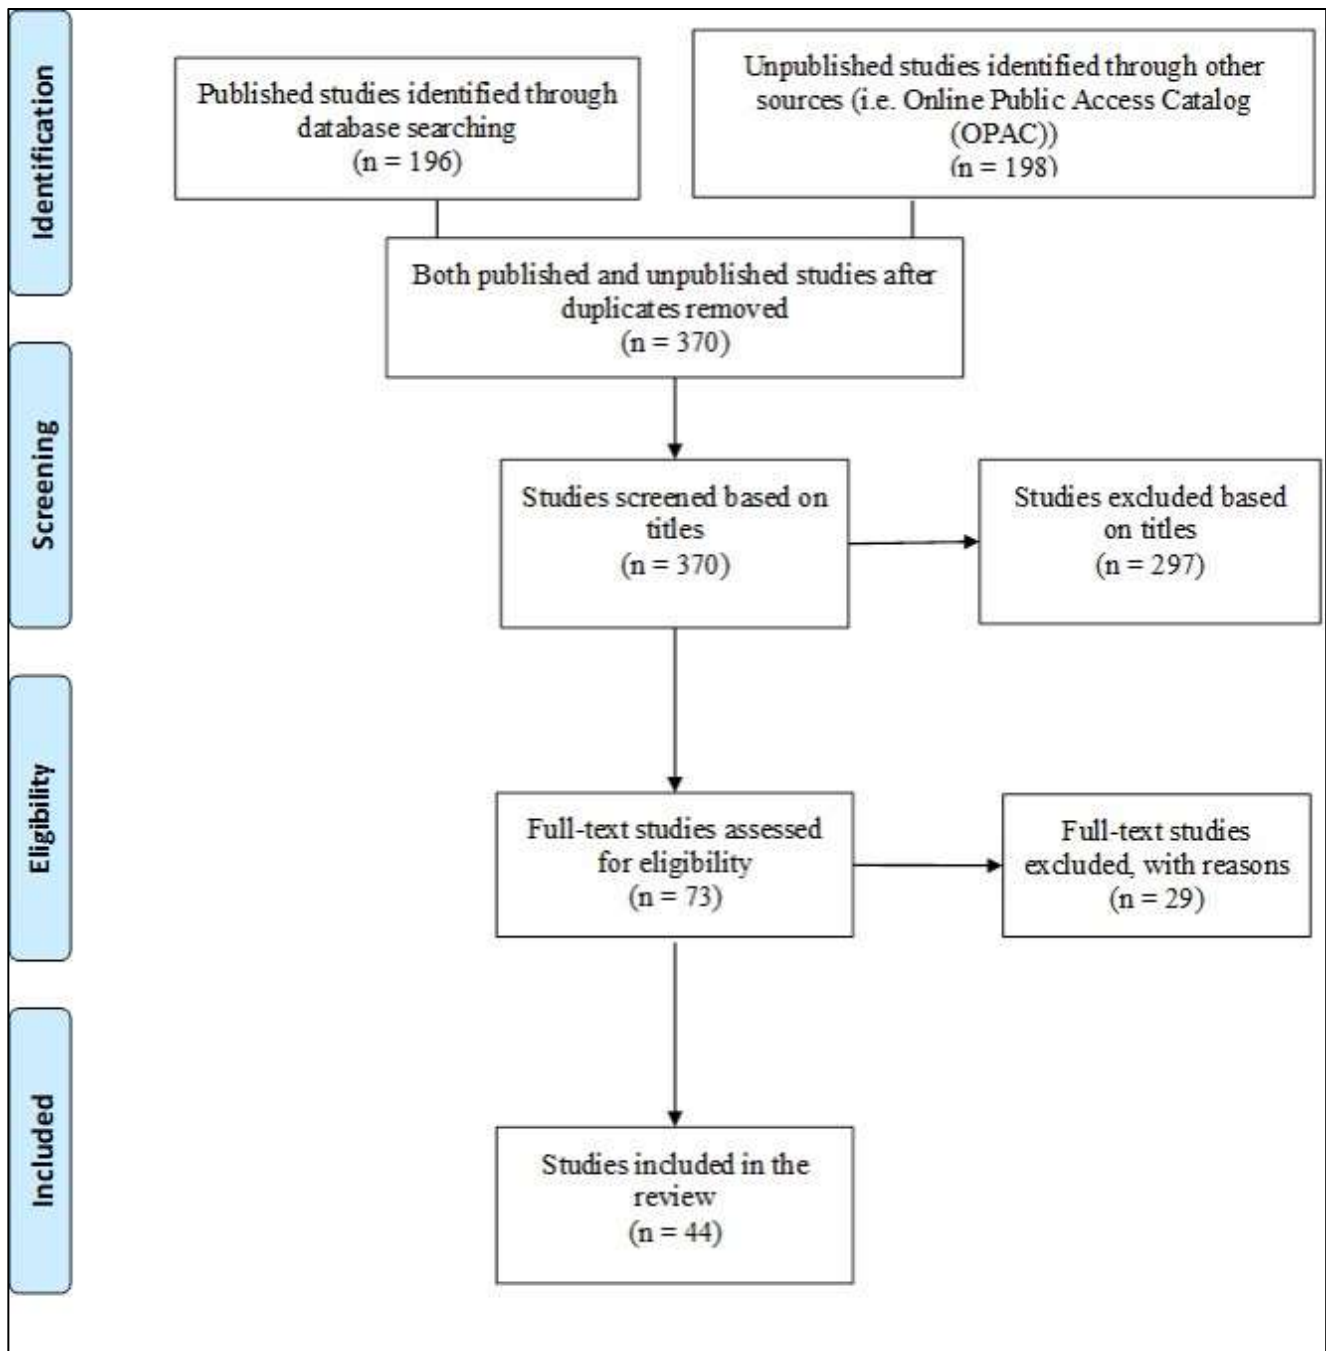 Identification
Published studies identified through
database searching
(n = 196)
Unpublished studies identified through other
sources (i.e. Online Public Access Catalog
(OPAC))
(n = 198)
Both published and unpublished studies after
duplicates removed
(n = 370)
Screening
Studies screened based on
titles
(n = 370)
Studies excluded based
on titles
(n = 297)
Eligibility
Full-text studies assessed
for eligibility
(n = 73)
Full-text studies
excluded, with reasons
(n = 29)
Included
Studies included in the
review
(n = 44)